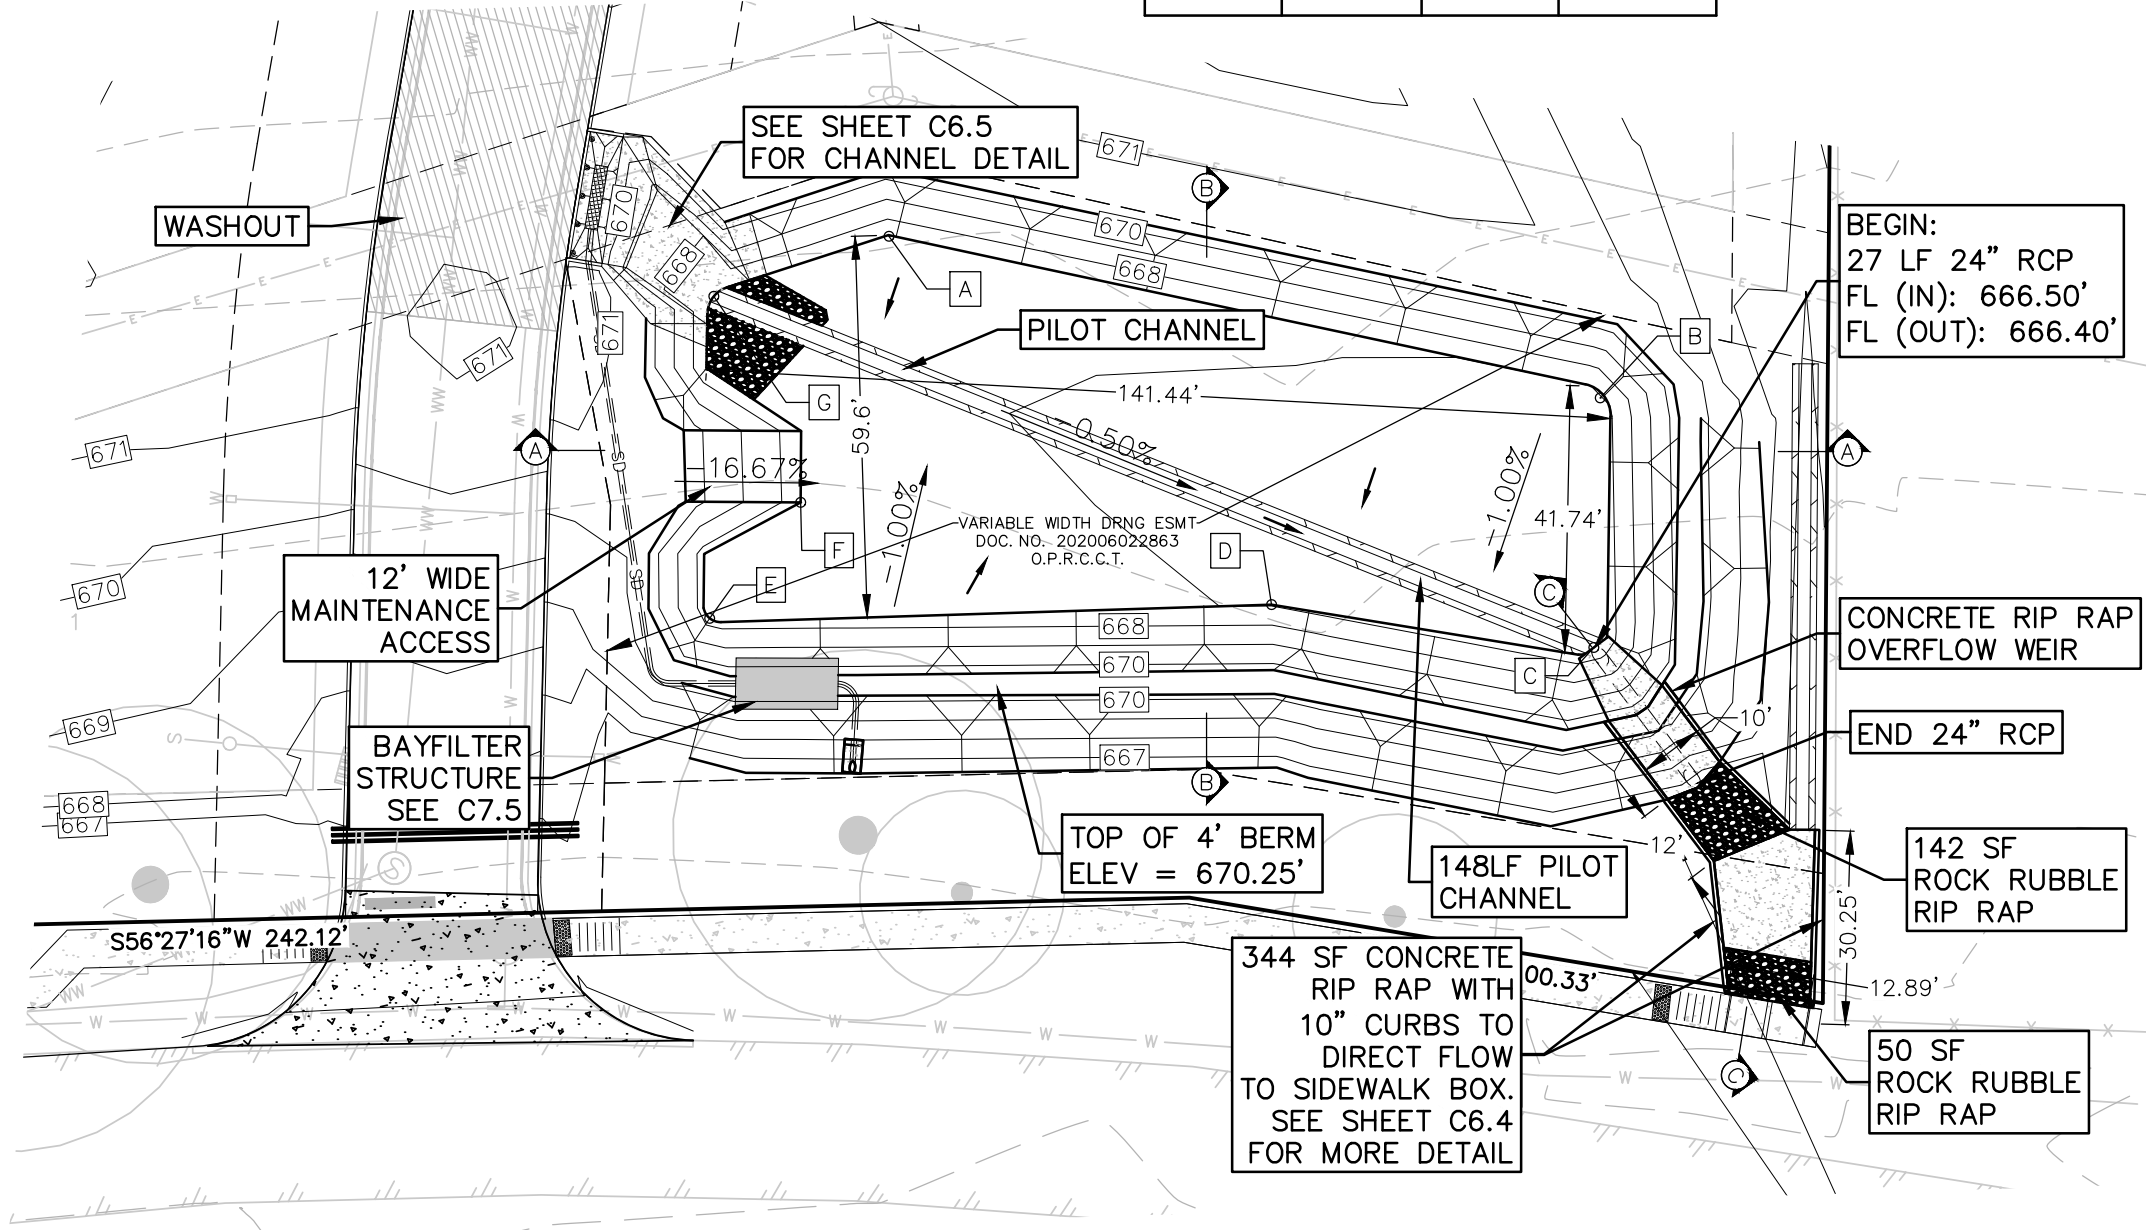 SEE SHEET C6.5
FOR CHANNEL DETAIL
WASHOUT
671
B
670
670
668
668
BEGIN:
27 LF 24" RCP
FL (IN): 666.50'
FL (OUT): 666.40'
A
PILOT CHANNEL
B
671
671
G
141.44'
59.6'
-0.50%
671
A
16.67%
-1.00%
-1.00%
41.74'
A
VARIABLE WIDTH DRNG ESMT
DOC. NO. 202006022863
O.P.R.C.C.T.
F
D
E
C
12' WIDE
MAINTENANCE
ACCESS
670
SD
SD
668
670
670
667
C
CONCRETE RIP RAP
OVERFLOW WEIR
10'
END 24" RCP
669
BAYFILTER
STRUCTURE
SEE C7.5
668
667
B
TOP OF 4' BERM
ELEV = 670.25'
148LF PILOT
CHANNEL
12'
142 SF
ROCK RUBBLE
RIP RAP
30.25'
S56°27'16"W 242.12'
344 SF CONCRETE
RIP RAP WITH
10" CURBS TO
DIRECT FLOW
TO SIDEWALK BOX.
SEE SHEET C6.4
FOR MORE DETAIL
00.33'
12.89'
50 SF
ROCK RUBBLE
RIP RAP
C
S
S
WW
WW
WW
WW
WW
W
W
W
W
W
W
W
W
W
E
E
E
E
E
X
X
X